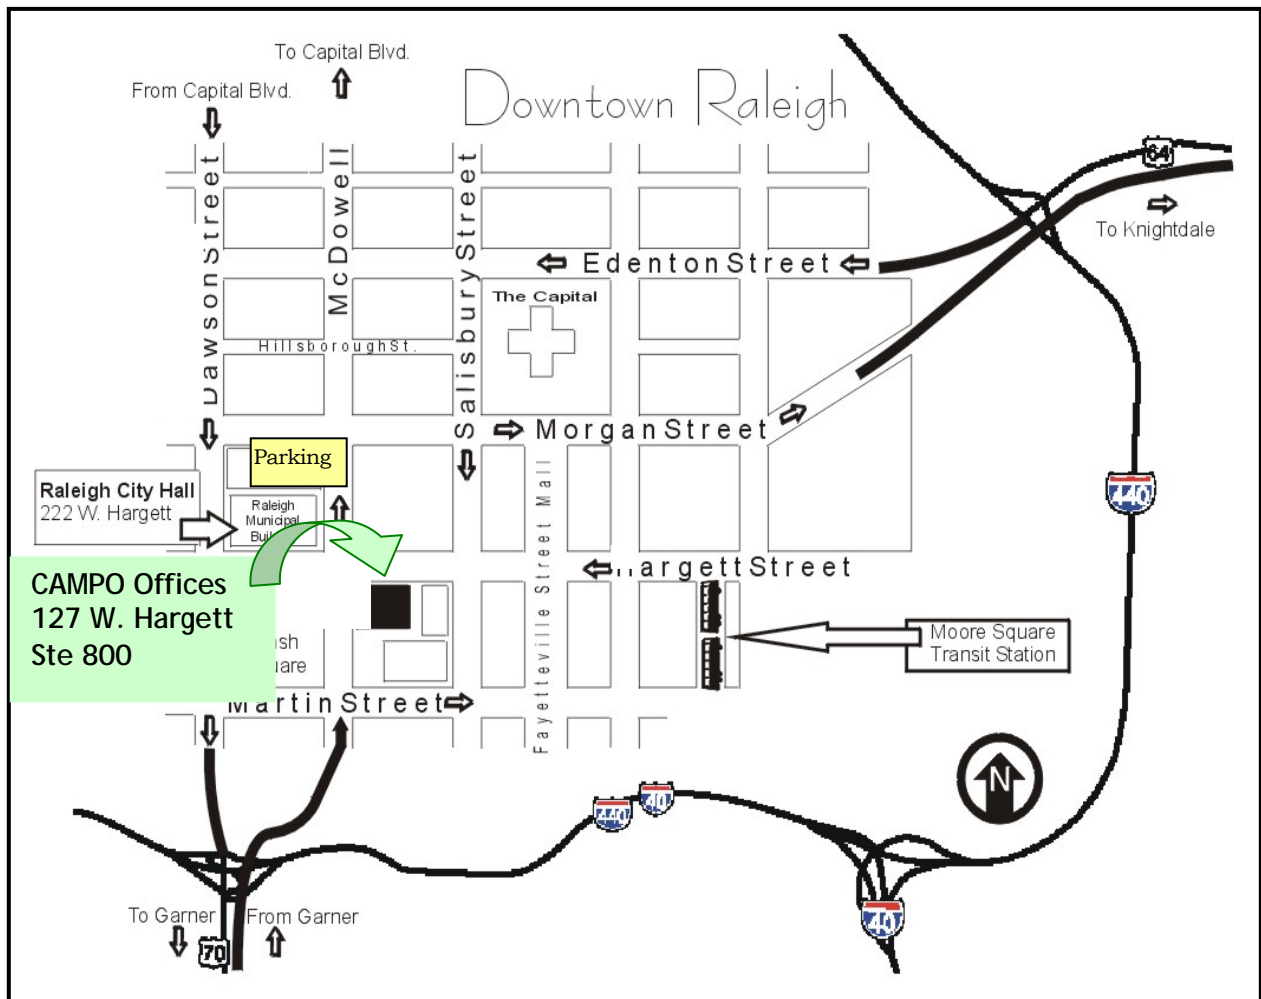 To Capital Blvd.
From Capital Blvd.
Downtown Raleigh
Dawson Street
McDowell
Salisbury Street
64
To Knightdale
Edenton Street
The Capital
Hillsborough St.
Morgan Street
Parking
Raleigh City Hall
222 W. Hargett
Raleigh
Municipal
440
Fayetteville Street Mall
argett Street
CAMPO Offices
127 W. Hargett
Ste 800
Moore Square
Transit Station
Martin Street
N
440
40
40
To Garner
From Garner
70